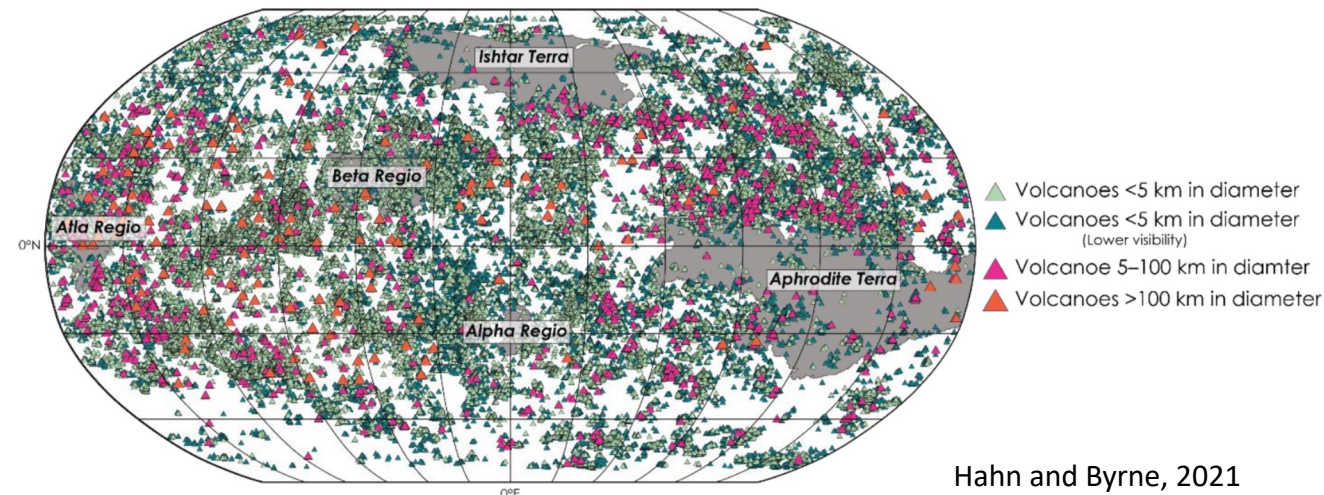 Ishtar Terra
Beta Regio
Atla Regio
0°N
Aphrodite Terra
Alpha Regio
0°E
Volcanoes <5 km in diameter
Volcanoes <5 km in diameter
(Lower visibility)
Volcanoe 5–100 km in diamter
Volcanoes >100 km in diameter
Hahn and Byrne, 2021